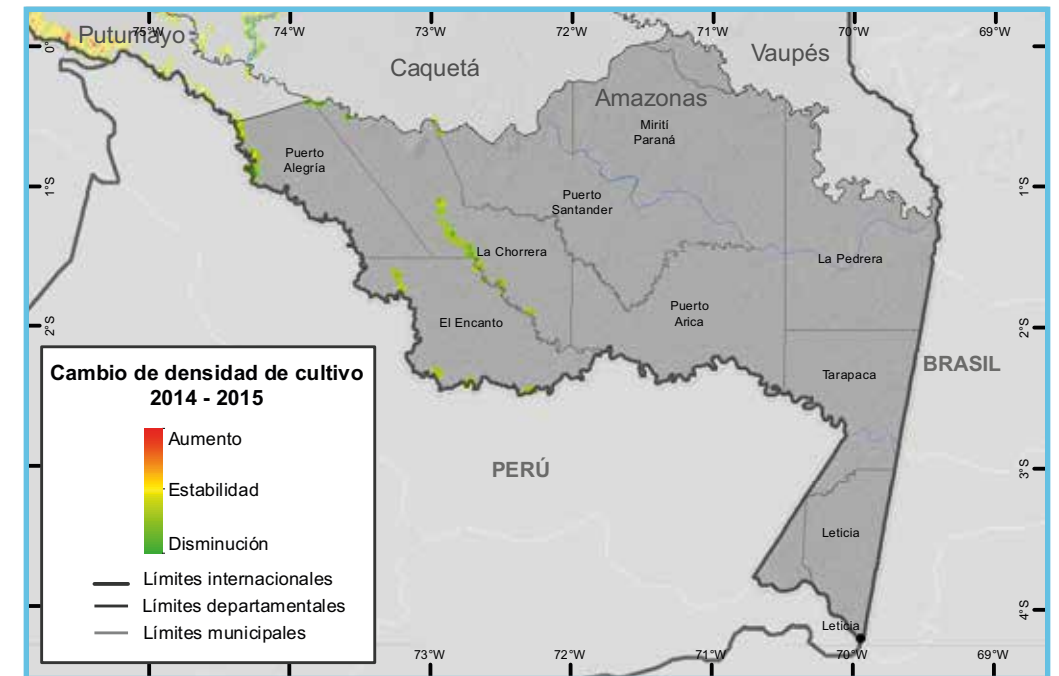 75°W
74°W
73°W
72°W
71°W
70°W
69°W
Putumayo
Caquetá
Vaupés
0°
Amazonas
Mirití
Paraná
Puerto
Alegría
1°S
1°S
Puerto
Santander
La Chorrera
La Pedrera
Puerto
Arica
El Encanto
2°S
2°S
Cambio de densidad de cultivo
2014 - 2015
Aumento
Estabilidad
Disminución
Límites internacionales
Límites departamentales
Límites municipales
BRASIL
Tarapaca
PERÚ
3°S
Leticia
4°S
Leticia
73°W
72°W
71°W
70°W
69°W